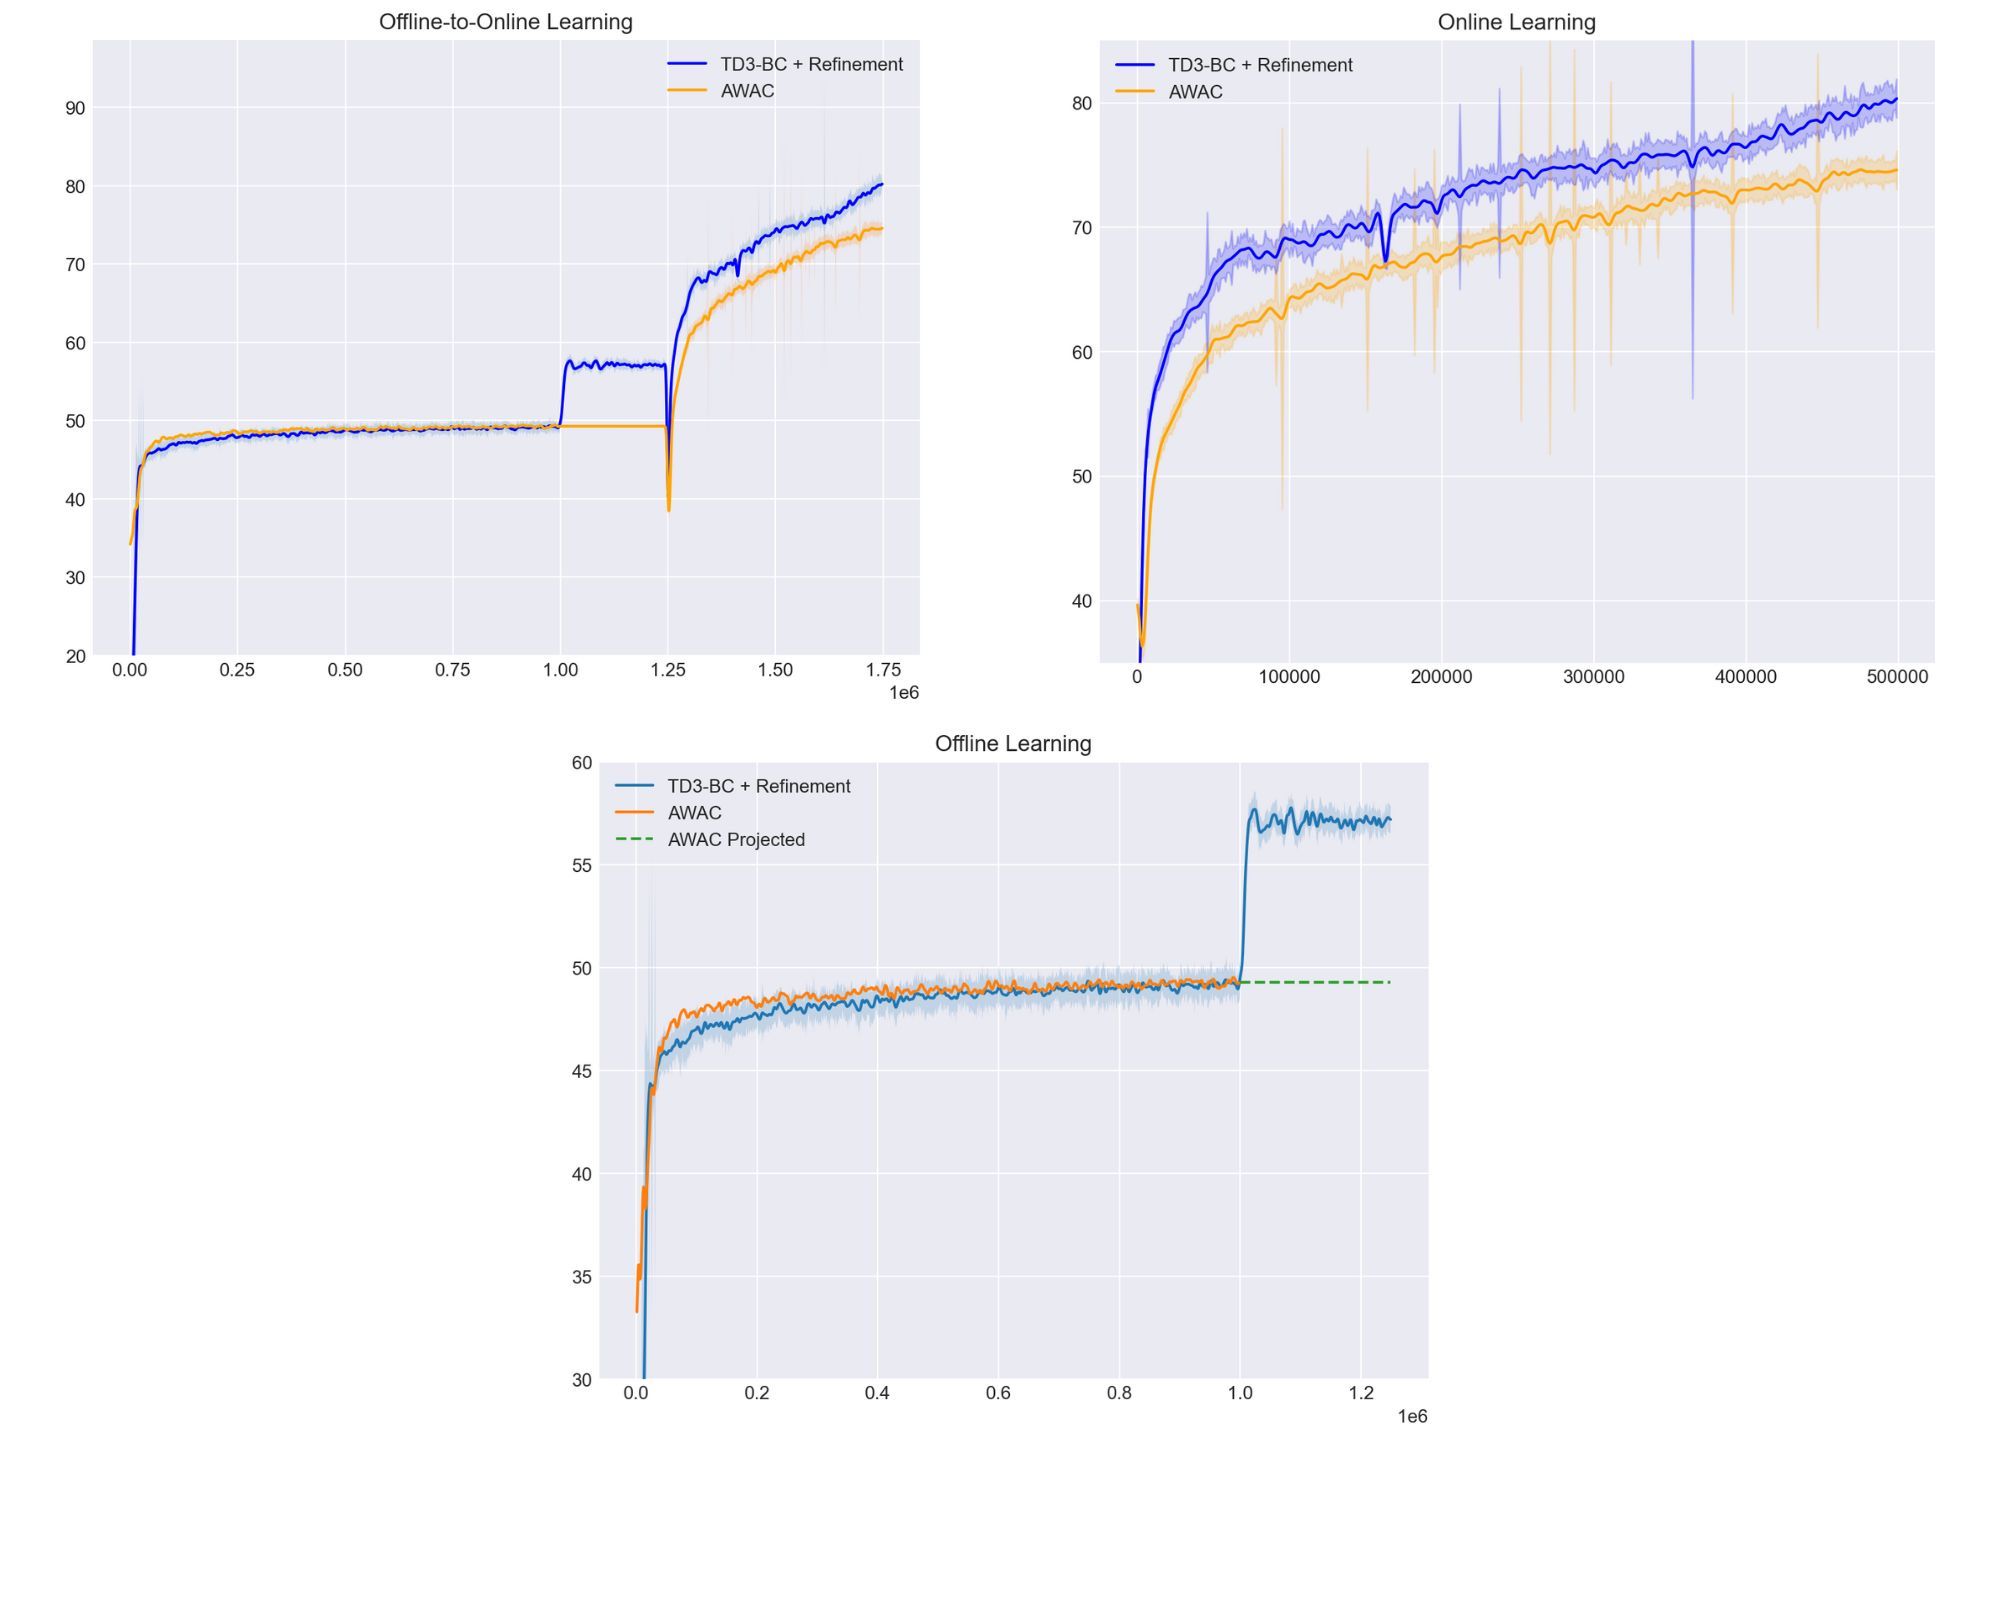 Offline-to-Online Learning
TD3-BC + Refinement
AWAC
90
80
70
60
50
40
30
20
0.00 0.25 0.50 0.75 1.00 1.25 1.50 1.75
1e6
Online Learning
TD3-BC + Refinement
AWAC
80
70
60
50
40
0 100000 200000 300000 400000 500000
Offline Learning
TD3-BC + Refinement
AWAC
AWAC Projected
60
55
50
45
40
35
30
0.0 0.2 0.4 0.6 0.8 1.0 1.2
1e6